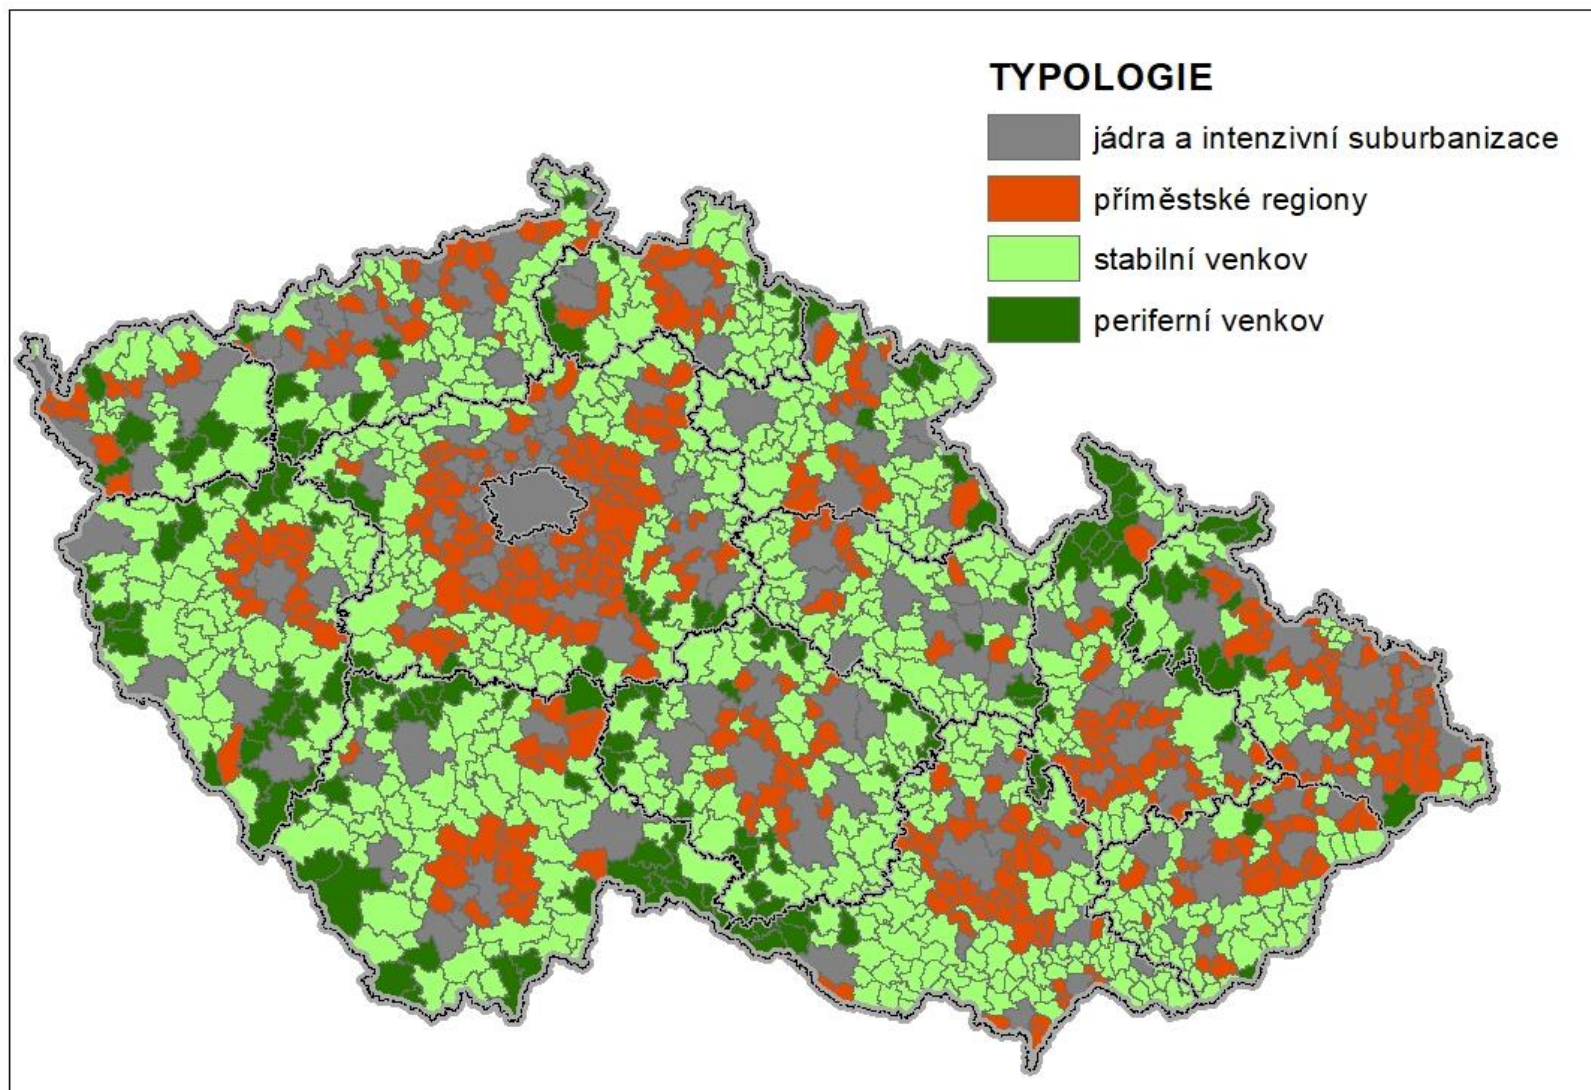 TYPOLOGIE
jádra a intenzivní suburbanizace
příměstské regiony
stabilní venkov
periferní venkov